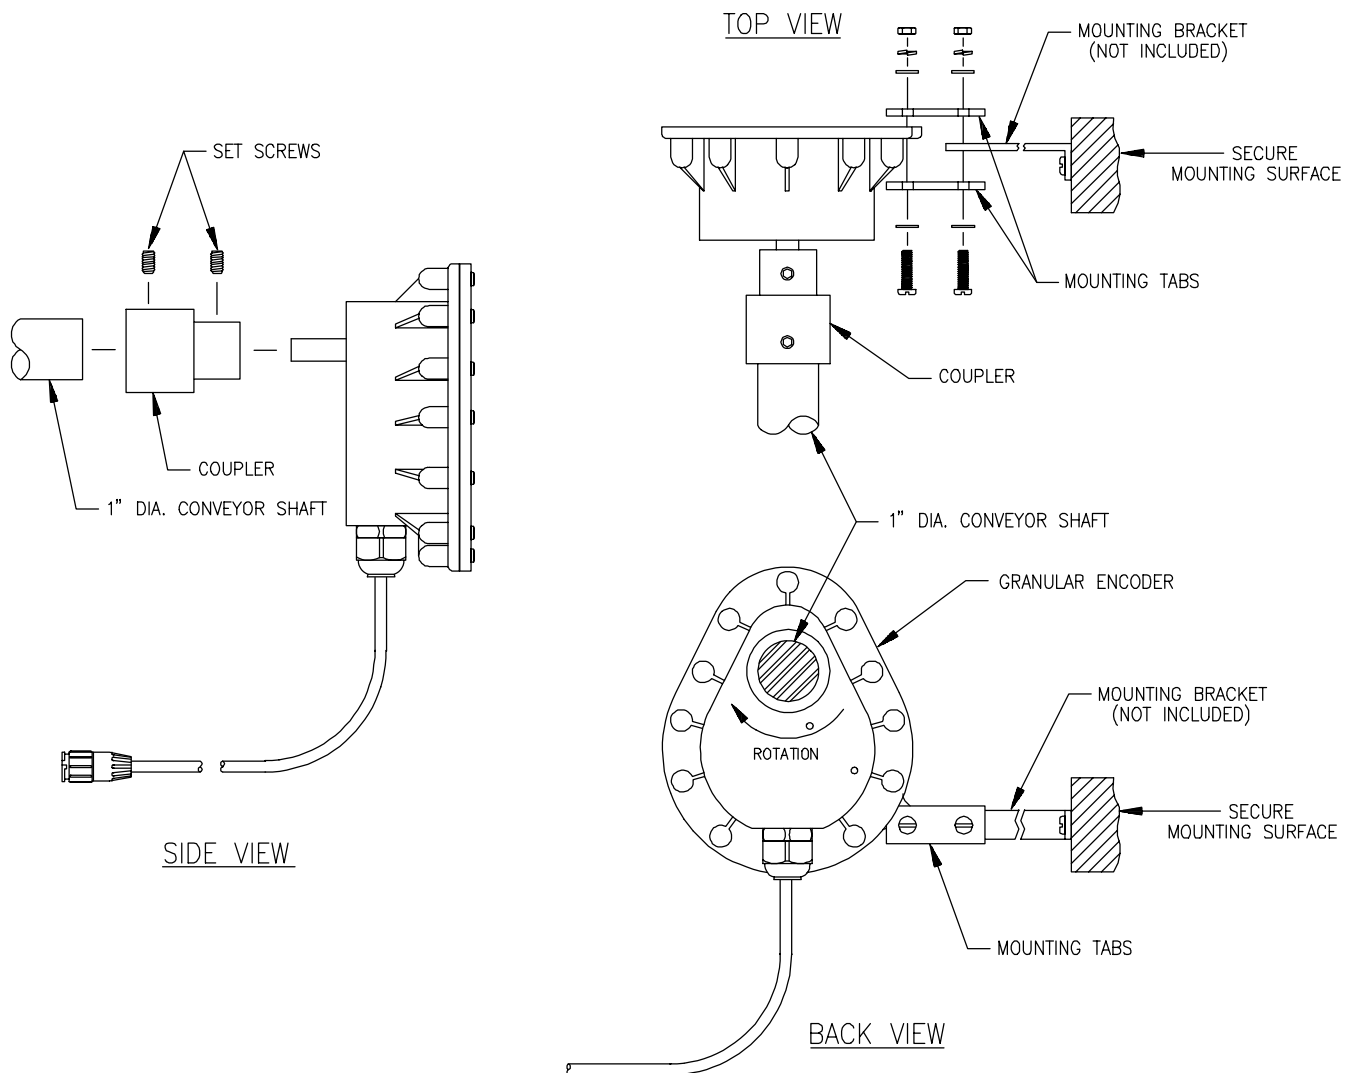 TOP VIEW
MOUNTING BRACKET
(NOT INCLUDED)
SET SCREWS
SECURE
MOUNTING SURFACE
MOUNTING TABS
COUPLER
COUPLER
1" DIA. CONVEYOR SHAFT
1" DIA. CONVEYOR SHAFT
GRANULAR ENCODER
MOUNTING BRACKET
(NOT INCLUDED)
ROTATION
SECURE
MOUNTING SURFACE
SIDE VIEW
MOUNTING TABS
BACK VIEW